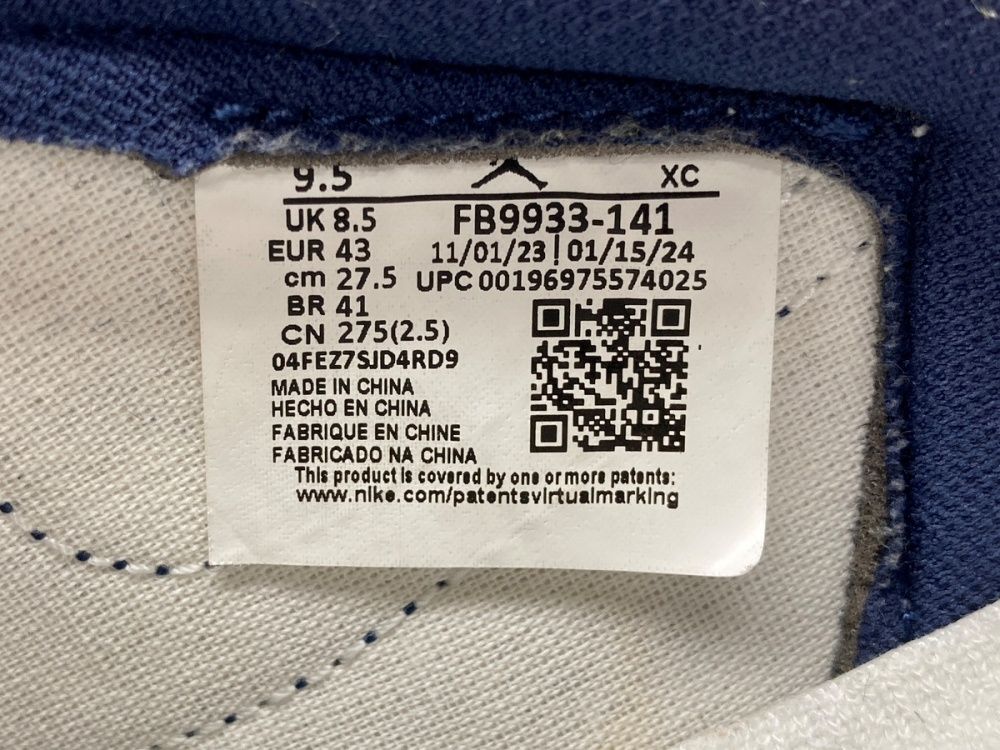 9.5 XC
UK 8.5 FB9933-141
EUR 43 11/01/23 | 01/15/24
cm 27.5 UPC 00196975574025
BR 41
CN 275(2.5)
04FEZ7SJD4RD9
MADE IN CHINA
HECHO EN CHINA
FABRIQUE EN CHINE
FABRICADO NA CHINA
This product is covered by one or more patents:
www.nike.com/patentsvirtualmarking